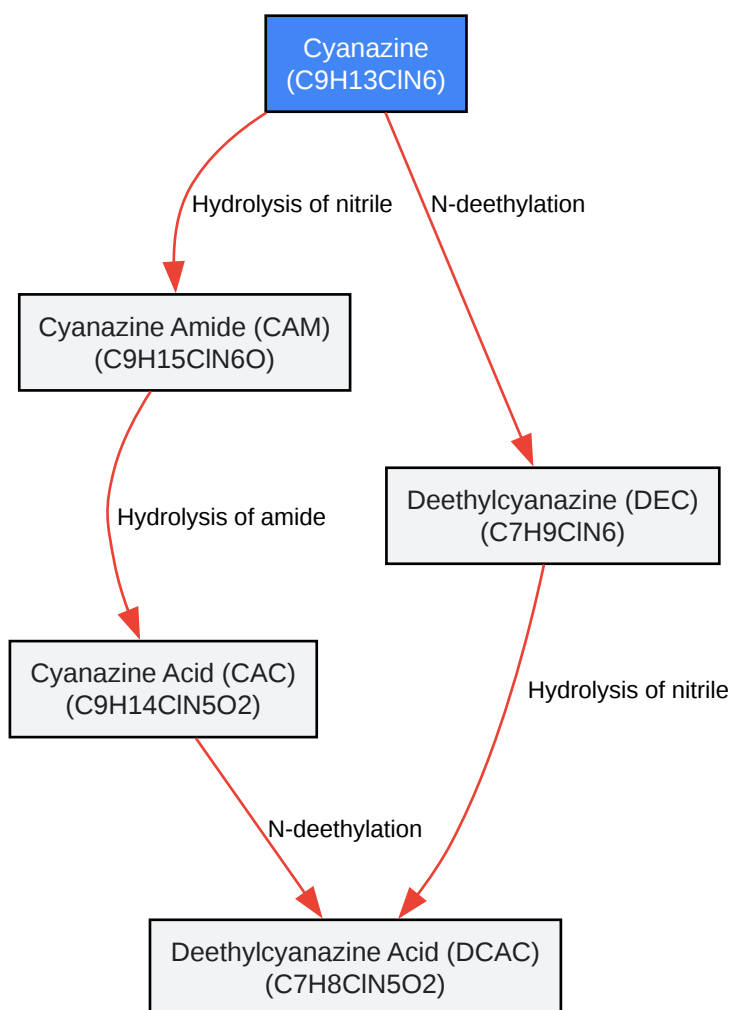 Cyanazine
(C9H13ClN6)
Hydrolysis of nitrile
N-deethylation
Cyanazine Amide (CAM)
(C9H15ClN6O)
Deethylcyanazine (DEC)
(C7H9ClN6)
Hydrolysis of amide
Cyanazine Acid (CAC)
(C9H14ClN5O2)
Hydrolysis of nitrile
N-deethylation
Deethylcyanazine Acid (DCAC)
(C7H8ClN5O2)